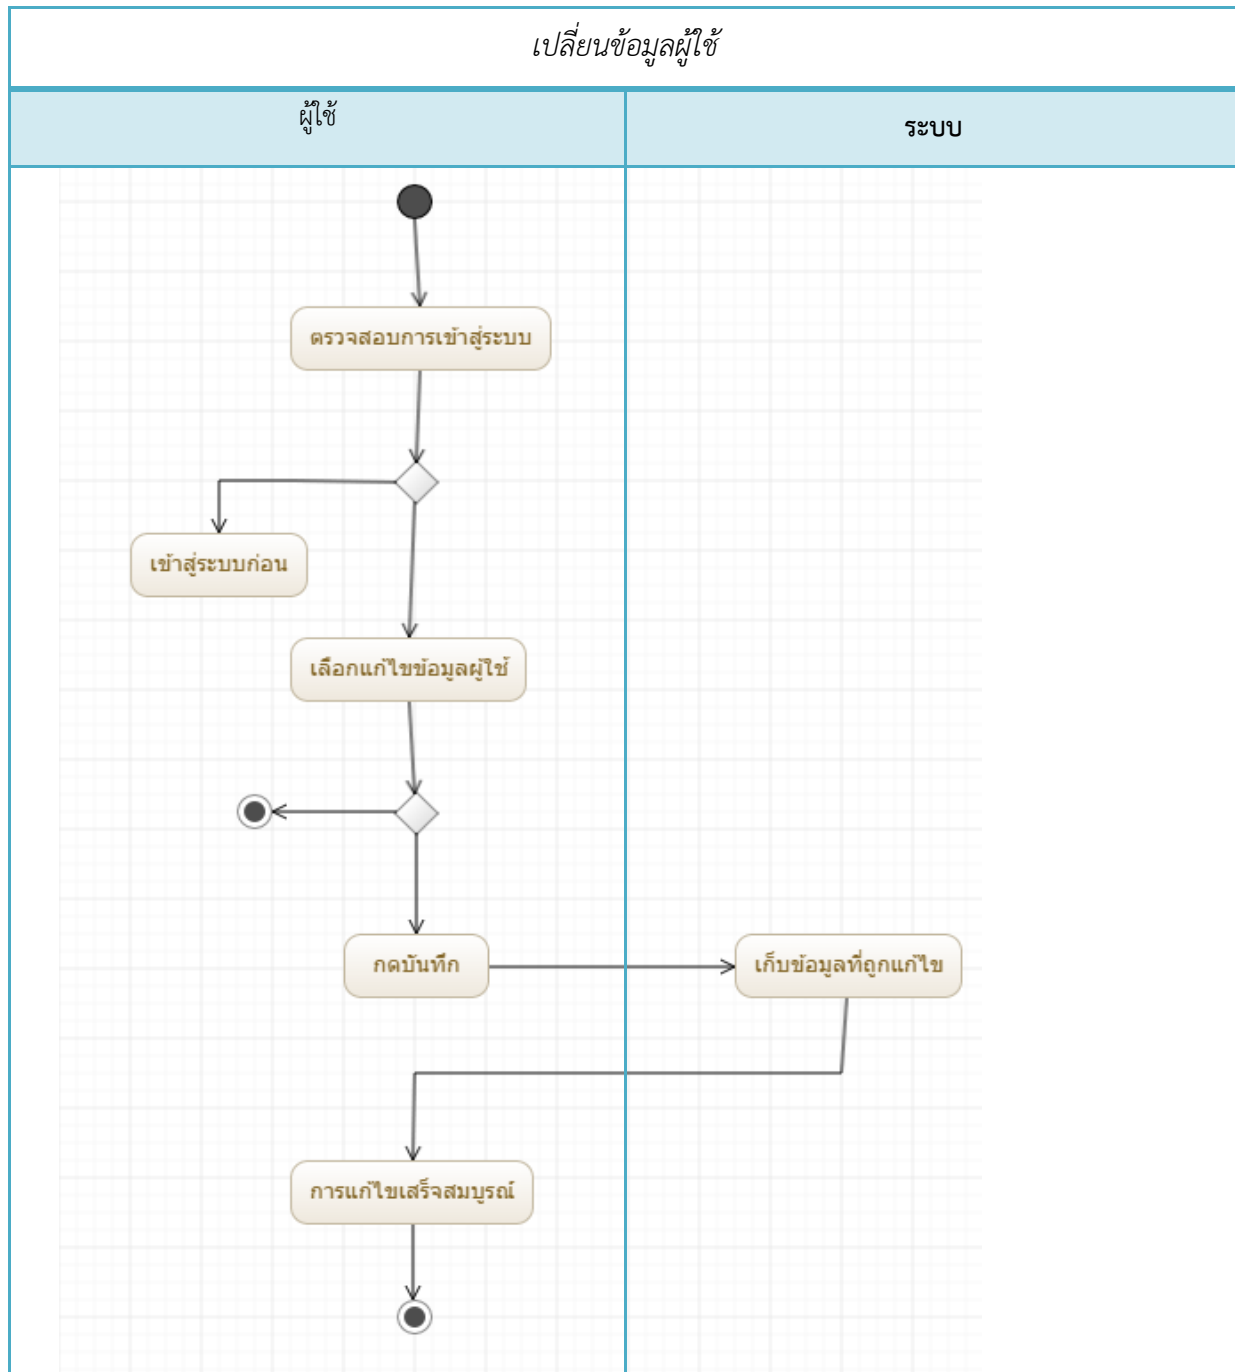 เปลี่ยนข้อมูลผู้ใช้
ผู้ใช้
ระบบ
ตรวจสอบการเข้าสู่ระบบ
เข้าสู่ระบบก่อน
เลือกแก้ไขข้อมูลผู้ใช้
กดบันทึก
เก็บข้อมูลที่ถูกแก้ไข
การแก้ไขเสร็จสมบูรณ์